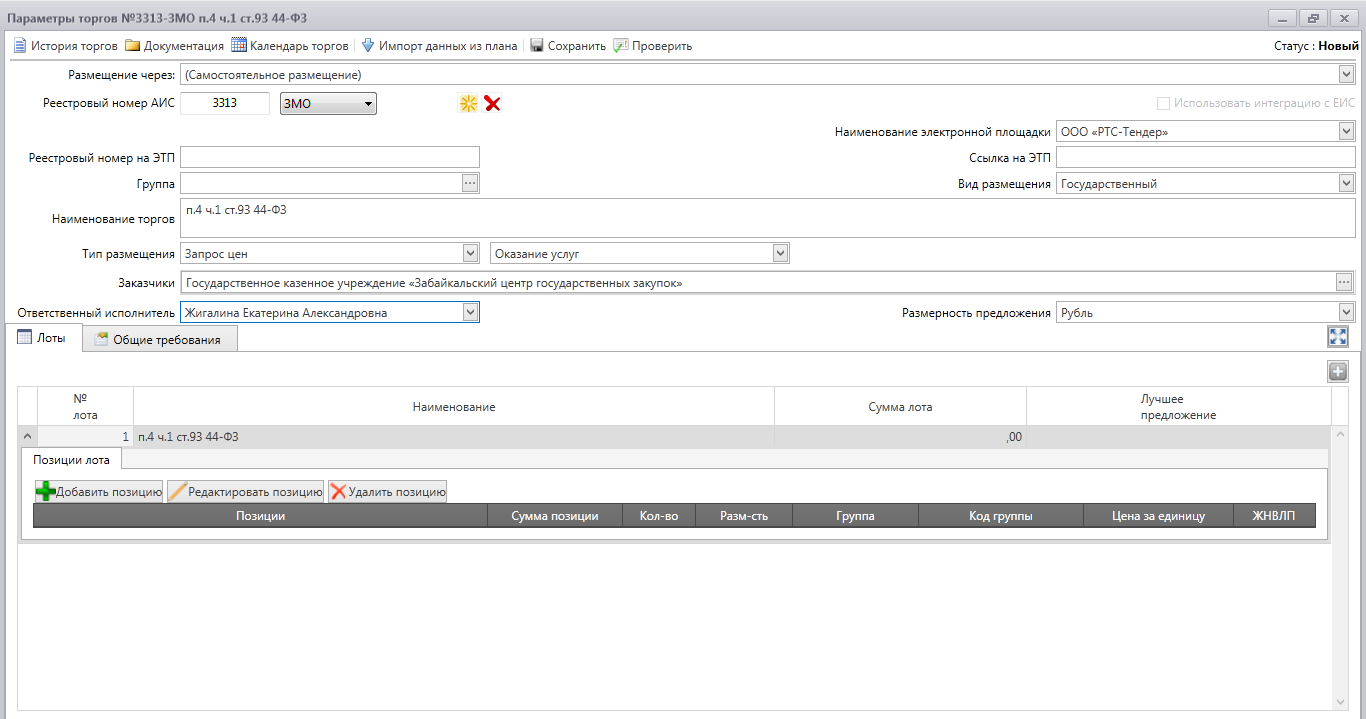 Параметры торгов №3313-ЗМО п.4 ч.1 ст.93 44-ФЗ
История торгов Документация Календарь торгов Импорт данных из плана Сохранить Проверить Статус : Новый
Размещение через: (Самостоятельное размещение)
Реестровый номер АИС 3313 ЗМО Использовать интеграцию с ЕИС
Наименование электронной площадки ООО «РТС-Тендер»
Реестровый номер на ЭТП Ссылка на ЭТП
Группа ... Вид размещения Государственный
Наименование торгов п.4 ч.1 ст.93 44-ФЗ
Тип размещения Запрос цен Оказание услуг
Заказчики Государственное казенное учреждение «Забайкальский центр государственных закупок» ...
Ответственный исполнитель Жигалина Екатерина Александровна Размерность предложения Рубль
Лоты Общие требования
№ лота Наименование Сумма лота Лучшее предложение
1 п.4 ч.1 ст.93 44-ФЗ ,00
Позиции лота
Добавить позицию Редактировать позицию Удалить позицию
Позиции Сумма позиции Кол-во Разм-сть Группа Код группы Цена за единицу ЖНВЛП